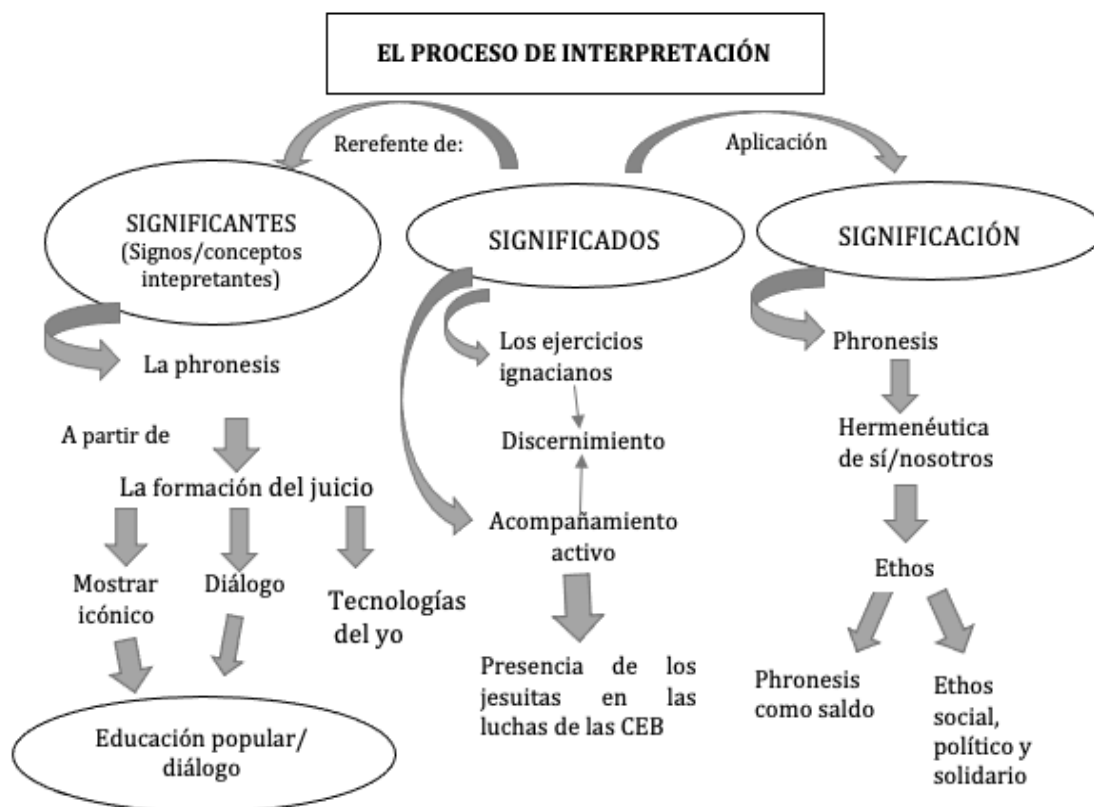 EL PROCESO DE INTERPRETACIÓN
Rerefente de:
Aplicación
SIGNIFICANTES
(Signos/conceptos
intepretantes)
SIGNIFICADOS
SIGNIFICACIÓN
La phronesis
A partir de
La formación del juicio
Mostrar
icónico
Diálogo
Tecnologías
del yo
Educación popular/
diálogo
Los ejercicios
ignacianos
Discernimiento
Acompañamiento
activo
Presencia de los
jesuitas en las
luchas de las CEB
Phronesis
Hermenéutica
de sí/nosotros
Ethos
Phronesis
como saldo
Ethos
social,
político y
solidario